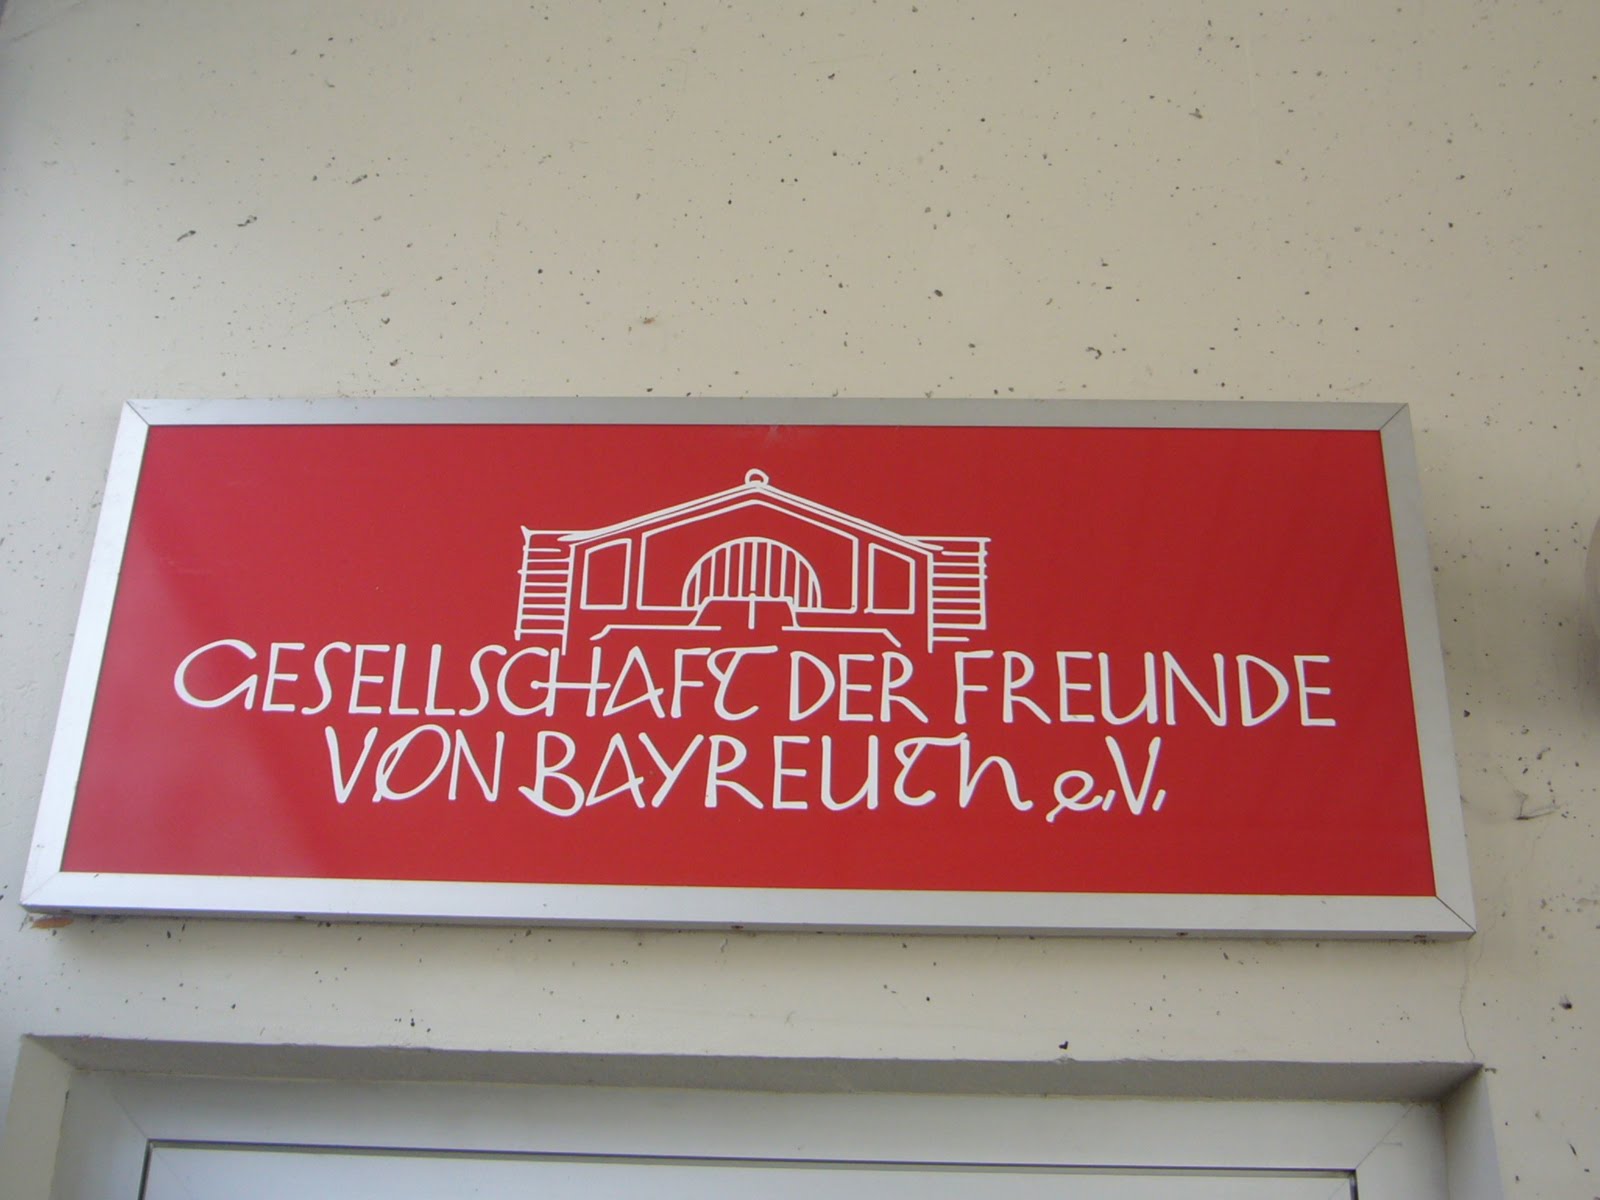 GESELLSCHAFT DER FREUNDE
VON BAYREUTh e.V.